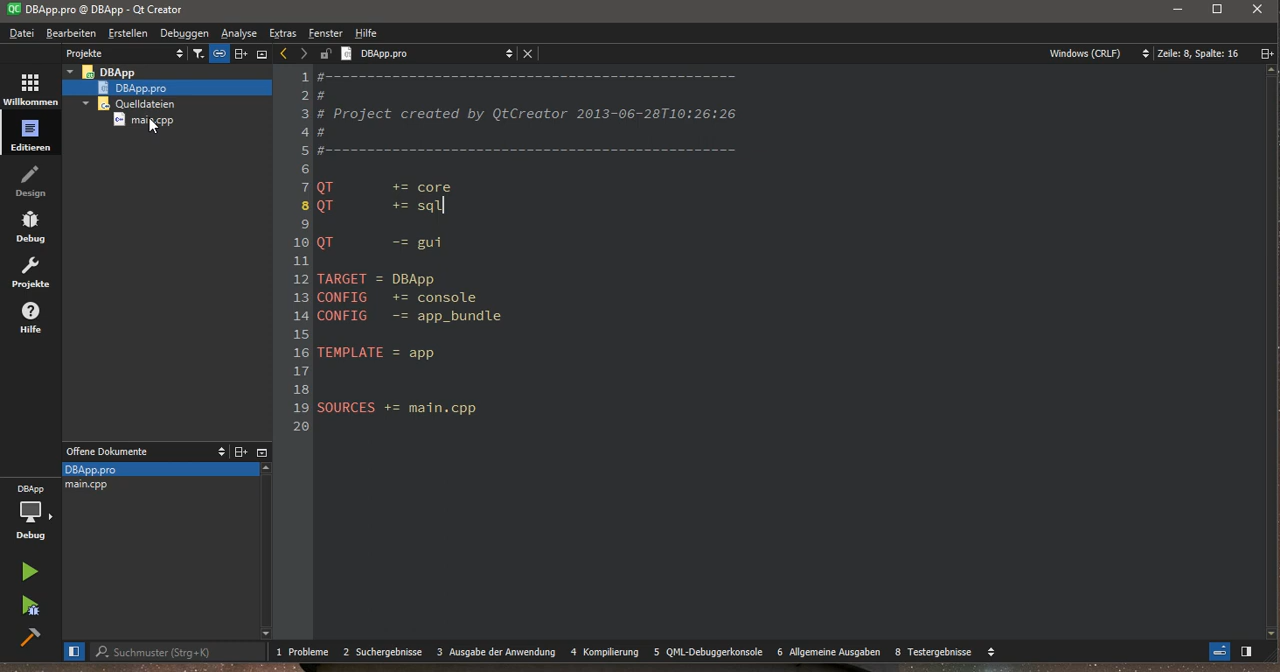 DBApp.pro @ DBApp - Qt Creator
Datei Bearbeiten Erstellen Debuggen Analyse Extras Fenster Hilfe
Projekte DBApp.pro Windows (CRLF) Zeile: 8, Spalte: 16
DBApp
DBApp.pro
Quelldateien
main.cpp
Willkommen
Editieren
Design
Debug
Projekte
Hilfe
1 #-------------------------------------------------
2 #
3 # Project created by QtCreator 2013-06-28T10:26:26
4 #
5 #-------------------------------------------------
6
7 QT += core
8 QT += sql
9
10 QT -= gui
11
12 TARGET = DBApp
13 CONFIG += console
14 CONFIG -= app_bundle
15
16 TEMPLATE = app
17
18
19 SOURCES += main.cpp
20
Offene Dokumente
DBApp.pro
main.cpp
DBApp
Debug
Suchmuster (Strg+K) 1 Probleme 2 Suchergebnisse 3 Ausgabe der Anwendung 4 Kompilierung 5 QML-Debuggerkonsole 6 Allgemeine Ausgaben 8 Testergebnisse